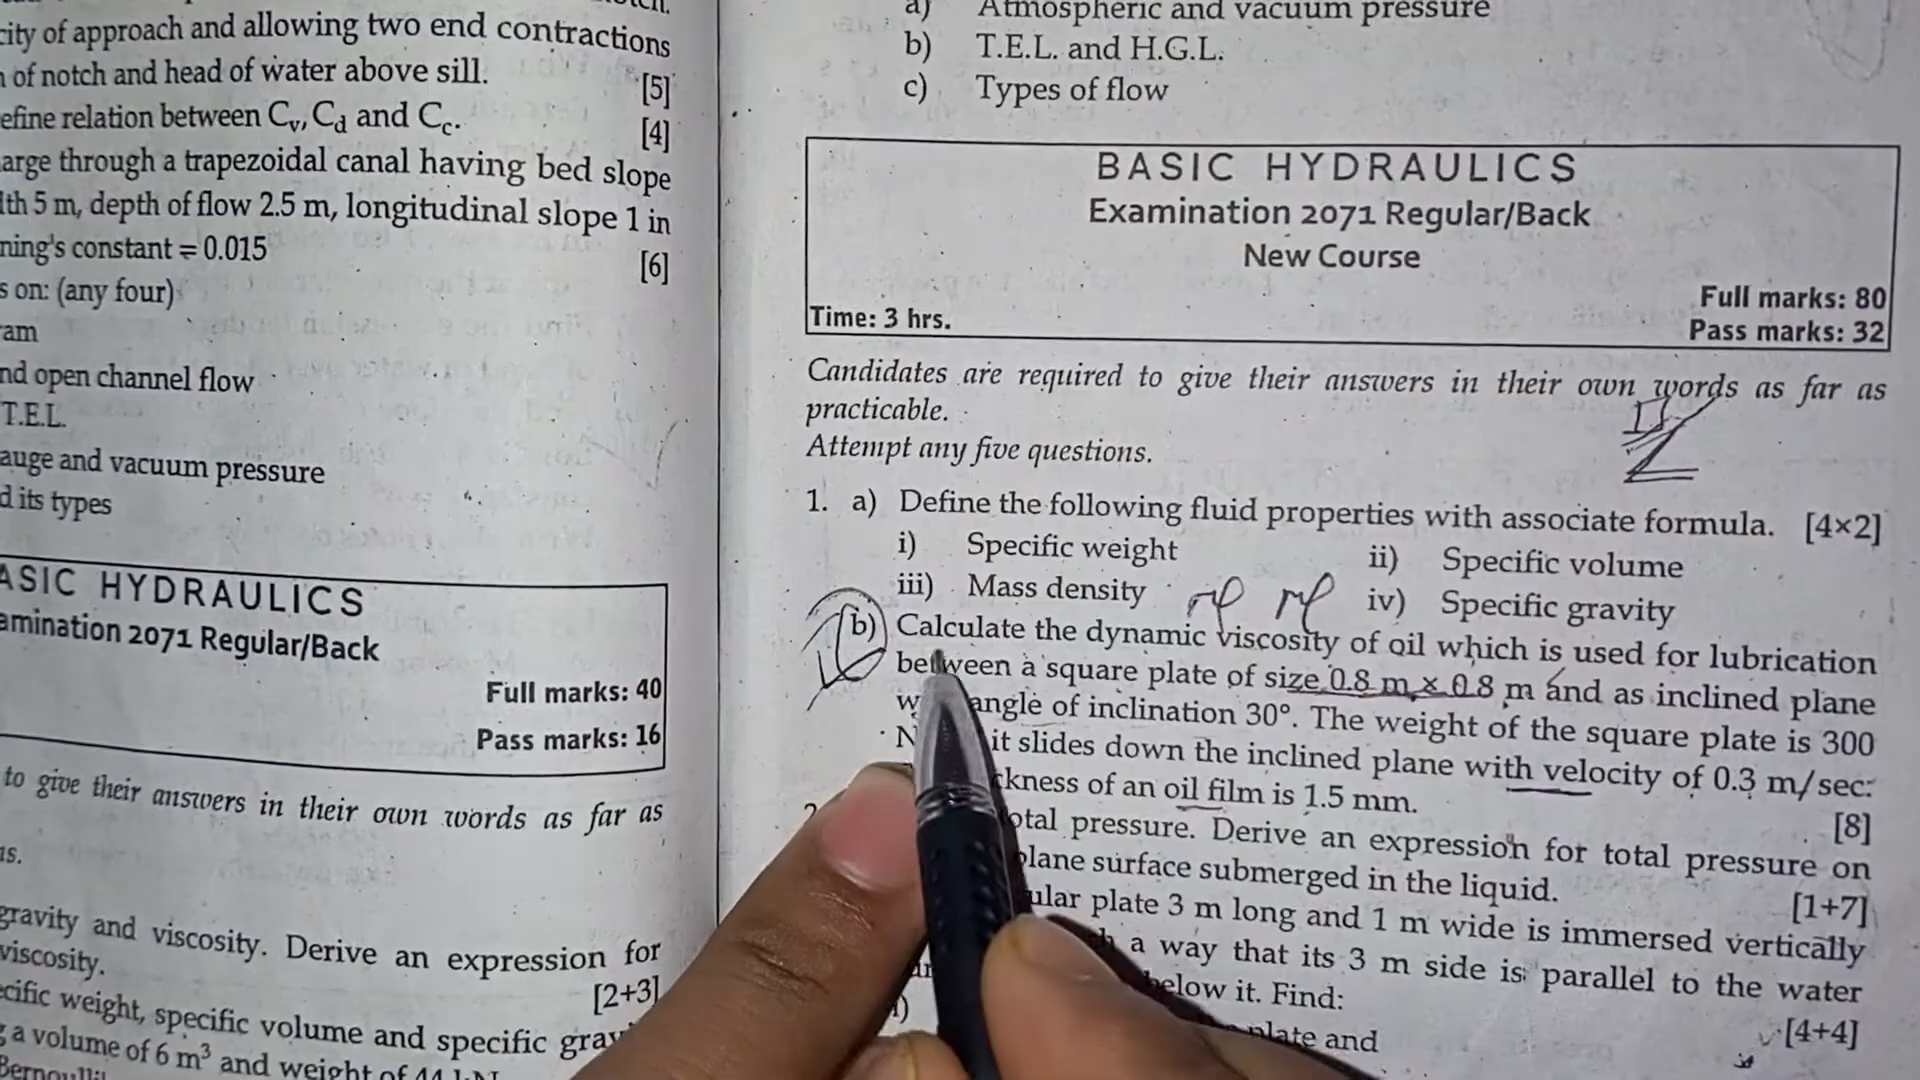 city of approach and allowing two end contractions
of notch and head of water above sill.
[5]
efine relation between Cv, Cd and Cc.
[4]
arge through a trapezoidal canal having bed slope
5 m, depth of flow 2.5 m, longitudinal slope 1 in
ning's constant = 0.015
[6]
s on: (any four)
am
nd open channel flow
T.E.L.
auge and vacuum pressure
d its types
ASIC HYDRAULICS
amination 2071 Regular/Back
Full marks: 40
Pass marks: 16
to give their answers in their own words as far as
ns.
gravity and viscosity. Derive an expression for
viscosity.
[2+3]
cific weight, specific volume and specific grav
g a volume of 6 m³ and weight of 44 kN
Bernoulli
a) Atmospheric and vacuum pressure
b) T.E.L. and H.G.L.
c) Types of flow
BASIC HYDRAULICS
Examination 2071 Regular/Back
New Course
Full marks: 80
Time: 3 hrs.
Pass marks: 32
Candidates are required to give their answers in their own words as far as
practicable.
Attempt any five questions.
1. a) Define the following fluid properties with associate formula. [4×2]
i) Specific weight ii) Specific volume
iii) Mass density iv) Specific gravity
b) Calculate the dynamic viscosity of oil which is used for lubrication
between a square plate of size 0.8 m × 0.8 m and as inclined plane
w angle of inclination 30°. The weight of the square plate is 300
N it slides down the inclined plane with velocity of 0.3 m/sec.
ckness of an oil film is 1.5 mm.
[8]
2 otal pressure. Derive an expression for total pressure on
plane surface submerged in the liquid.
[1+7]
ular plate 3 m long and 1 m wide is immersed vertically
h a way that its 3 m side is parallel to the water
below it. Find:
plate and
[4+4]